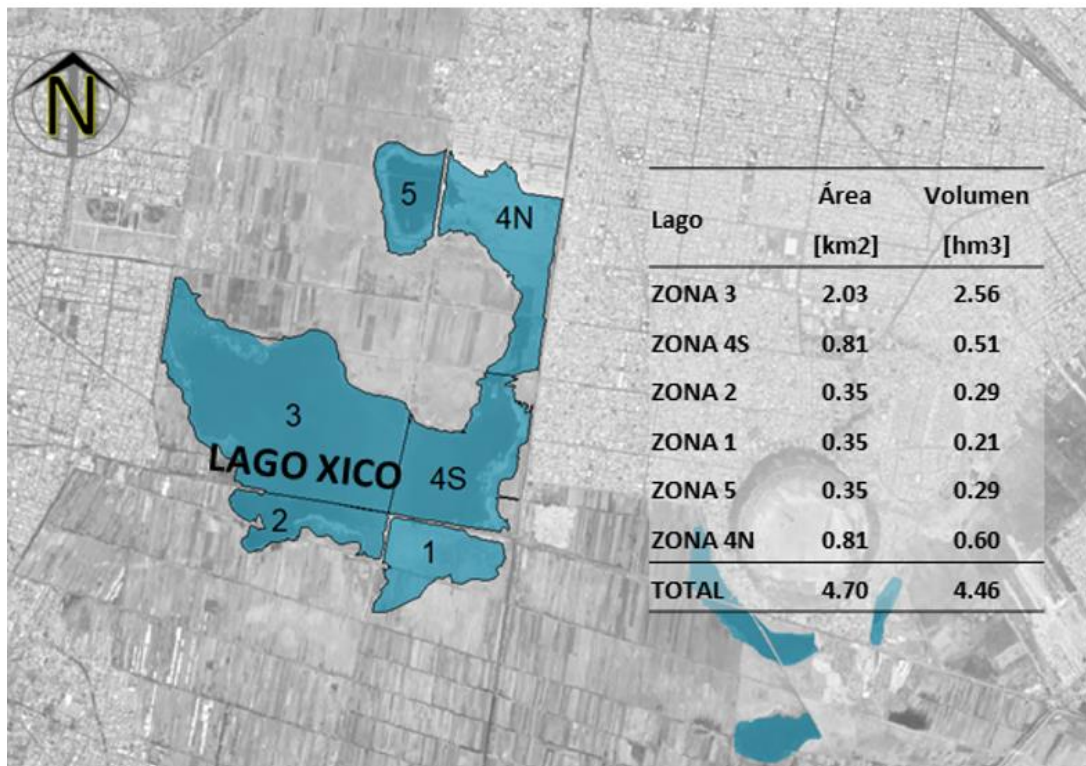 N
5
4N
3
LAGO XICO
4S
2
1
Lago Área Volumen
[km2] [hm3]
ZONA 3 2.03 2.56
ZONA 4S 0.81 0.51
ZONA 2 0.35 0.29
ZONA 1 0.35 0.21
ZONA 5 0.35 0.29
ZONA 4N 0.81 0.60
TOTAL 4.70 4.46